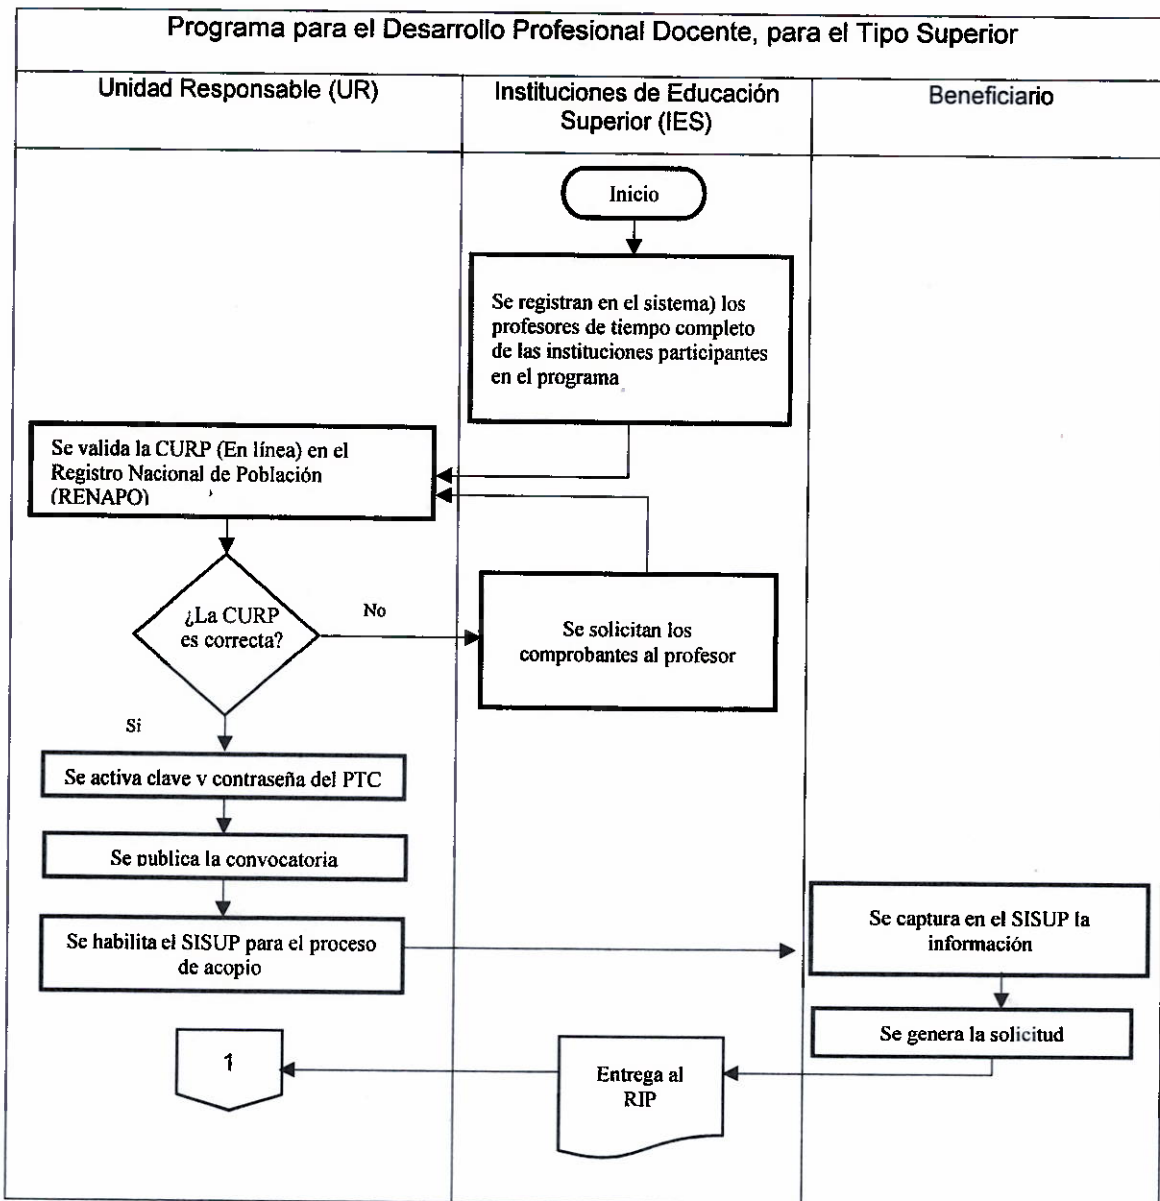 Programa para el Desarrollo Profesional Docente, para el Tipo Superior
Unidad Responsable (UR)
Instituciones de Educación
Superior (IES)
Beneficiario
Inicio
Se registran en el sistema) los
profesores de tiempo completo
de las instituciones participantes
en el programa
Se valida la CURP (En línea) en el
Registro Nacional de Población
(RENAPO)
¿La CURP
es correcta?
No
Se solicitan los
comprobantes al profesor
Si
Se activa clave y contraseña del PTC
Se publica la convocatoria
Se habilita el SISUP para el proceso
de acopio
Se captura en el SISUP la
información
Se genera la solicitud
Entrega al
RIP
1